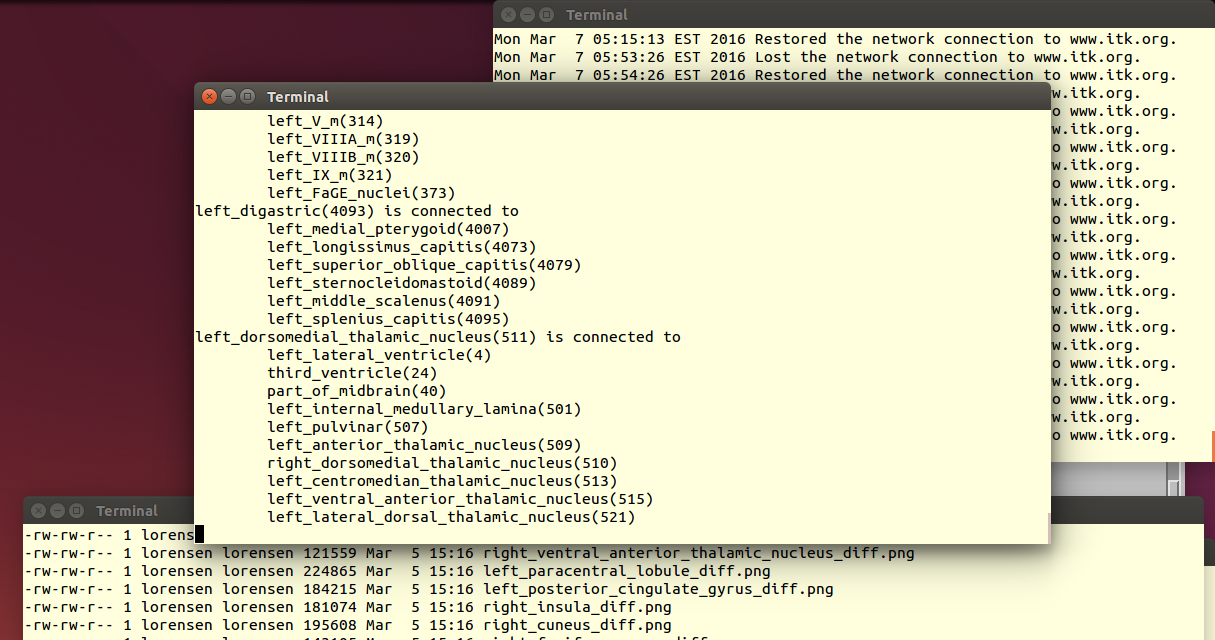 Terminal
Mon Mar  7 05:15:13 EST 2016 Restored the network connection to www.itk.org.
Mon Mar  7 05:53:26 EST 2016 Lost the network connection to www.itk.org.
Mon Mar  7 05:54:26 EST 2016 Restored the network connection to www.itk.org.
w.itk.org.
o www.itk.org.
w.itk.org.
o www.itk.org.
w.itk.org.
o www.itk.org.
w.itk.org.
o www.itk.org.
w.itk.org.
o www.itk.org.
w.itk.org.
o www.itk.org.
w.itk.org.
o www.itk.org.
w.itk.org.
o www.itk.org.
w.itk.org.
o www.itk.org.
w.itk.org.
o www.itk.org.
Terminal
left_V_m(314)
left_VIIIA_m(319)
left_VIIIB_m(320)
left_IX_m(321)
left_FaGE_nuclei(373)
left_digastric(4093) is connected to
left_medial_pterygoid(4007)
left_longissimus_capitis(4073)
left_superior_oblique_capitis(4079)
left_sternocleidomastoid(4089)
left_middle_scalenus(4091)
left_splenius_capitis(4095)
left_dorsomedial_thalamic_nucleus(511) is connected to
left_lateral_ventricle(4)
third_ventricle(24)
part_of_midbrain(40)
left_internal_medullary_lamina(501)
left_pulvinar(507)
left_anterior_thalamic_nucleus(509)
right_dorsomedial_thalamic_nucleus(510)
left_centromedian_thalamic_nucleus(513)
left_ventral_anterior_thalamic_nucleus(515)
left_lateral_dorsal_thalamic_nucleus(521)
Terminal
-rw-rw-r-- 1 lorens
-rw-rw-r-- 1 lorensen lorensen 121559 Mar  5 15:16 right_ventral_anterior_thalamic_nucleus_diff.png
-rw-rw-r-- 1 lorensen lorensen 224865 Mar  5 15:16 left_paracentral_lobule_diff.png
-rw-rw-r-- 1 lorensen lorensen 184215 Mar  5 15:16 left_posterior_cingulate_gyrus_diff.png
-rw-rw-r-- 1 lorensen lorensen 181074 Mar  5 15:16 right_insula_diff.png
-rw-rw-r-- 1 lorensen lorensen 195608 Mar  5 15:16 right_cuneus_diff.png